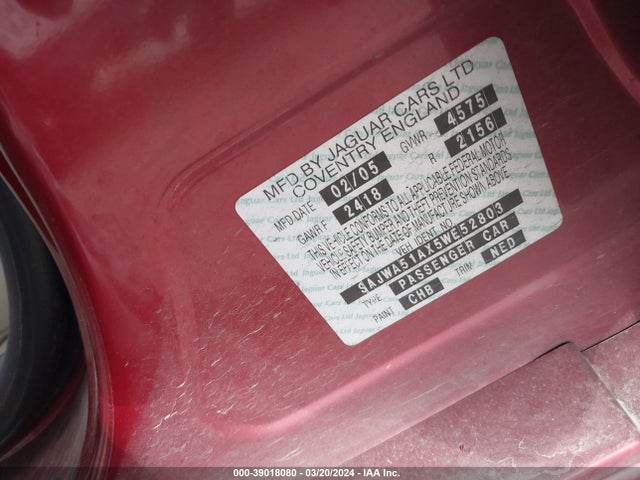 MFD BY JAGUAR CARS LTD
COVENTRY ENGLAND
MFD DATE 02/05 GVWR 4575
GAWR F 2418 R 2156
THIS VEHICLE CONFORMS TO ALL APPLICABLE FEDERAL MOTOR
VEHICLE SAFETY BUMPER AND THEFT PREVENTION STANDARDS
IN EFFECT ON THE DATE OF MANUFACTURE SHOWN ABOVE.
VEH. IDENT NO.
SAJWA51AX5WE52803
TYPE PASSENGER CAR
PAINT CHB TRIM NED
000-39018080 - 03/20/2024 - IAA Inc.